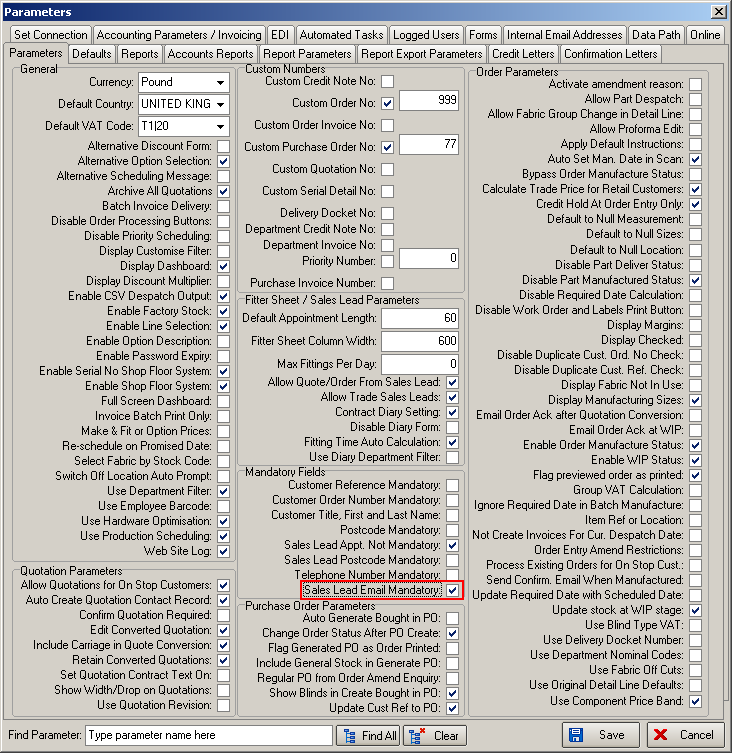 Parameters
Set Connection Accounting Parameters / Invoicing EDI Automated Tasks Logged Users Forms Internal Email Addresses Data Path Online
Parameters Defaults Reports Accounts Reports Report Parameters Report Export Parameters Credit Letters Confirmation Letters
General
Currency: Pound
Default Country: UNITED KING
Default VAT Code: T1|20
Alternative Discount Form:
Alternative Option Selection:
Alternative Scheduling Message:
Archive All Quotations
Batch Invoice Delivery:
Disable Order Processing Buttons:
Disable Priority Scheduling:
Display Customise Filter:
Display Dashboard:
Display Discount Multiplier:
Enable CSV Despatch Output:
Enable Factory Stock:
Enable Line Selection:
Enable Option Description:
Enable Password Expiry:
Enable Serial No Shop Floor System:
Enable Shop Floor System:
Full Screen Dashboard:
Invoice Batch Print Only:
Make & Fit or Option Prices:
Re-schedule on Promised Date:
Select Fabric by Stock Code:
Switch Off Location Auto Prompt:
Use Department Filter:
Use Employee Barcode:
Use Hardware Optimisation:
Use Production Scheduling:
Web Site Log:
Quotation Parameters
Allow Quotations for On Stop Customers:
Auto Create Quotation Contact Record:
Confirm Quotation Required:
Edit Converted Quotation:
Include Carriage in Quote Conversion:
Retain Converted Quotations:
Set Quotation Contract Text On:
Show Width/Drop on Quotations:
Use Quotation Revision:
Custom Numbers
Custom Credit Note No:
Custom Order No: 999
Custom Order Invoice No:
Custom Purchase Order No: 77
Custom Quotation No:
Custom Serial Detail No:
Delivery Docket No:
Department Credit Note No:
Department Invoice No:
Priority Number: 0
Purchase Invoice Number:
Fitter Sheet / Sales Lead Parameters
Default Appointment Length: 60
Fitter Sheet Column Width: 600
Max Fittings Per Day: 0
Allow Quote/Order From Sales Lead:
Allow Trade Sales Leads:
Contract Diary Setting:
Disable Diary Form:
Fitting Time Auto Calculation:
Use Diary Department Filter:
Mandatory Fields
Customer Reference Mandatory:
Customer Order Number Mandatory:
Customer Title, First and Last Name:
Postcode Mandatory:
Sales Lead Appt. Not Mandatory:
Sales Lead Postcode Mandatory:
Telephone Number Mandatory:
Sales Lead Email Mandatory:
Purchase Order Parameters
Auto Generate Bought in PO:
Change Order Status After PO Create:
Flag Generated PO as Order Printed:
Include General Stock in Generate PO:
Regular PO from Order Amend Enquiry:
Show Blinds in Create Bought in PO:
Update Cust Ref to PO:
Order Parameters
Activate amendment reason:
Allow Part Despatch:
Allow Fabric Group Change in Detail Line:
Allow Proforma Edit:
Apply Default Instructions:
Auto Set Man. Date in Scan:
Bypass Order Manufacture Status:
Calculate Trade Price for Retail Customers:
Credit Hold At Order Entry Only:
Default to Null Measurement:
Default to Null Sizes:
Default to Null Location:
Disable Part Deliver Status:
Disable Part Manufactured Status:
Disable Required Date Calculation:
Disable Work Order and Labels Print Button:
Display Margins:
Display Checked:
Disable Duplicate Cust. Ord. No Check:
Disable Duplicate Cust. Ref. Check:
Display Fabric Not In Use:
Display Manufacturing Sizes:
Email Order Ack after Quotation Conversion:
Email Order Ack at WIP:
Enable Order Manufacture Status:
Enable WIP Status:
Flag previewed order as printed:
Group VAT Calculation:
Ignore Required Date in Batch Manufacture:
Item Ref or Location:
Not Create Invoices For Cur. Despatch Date:
Order Entry Amend Restrictions:
Process Existing Orders for On Stop Cust.:
Send Confirm. Email When Manufactured:
Update Required Date with Scheduled Date:
Update stock at WIP stage:
Use Blind Type VAT:
Use Delivery Docket Number:
Use Department Nominal Codes:
Use Fabric Off Cuts:
Use Original Detail Line Defaults:
Use Component Price Band:
Find Parameter: Type parameter name here Find All Clear Save Cancel